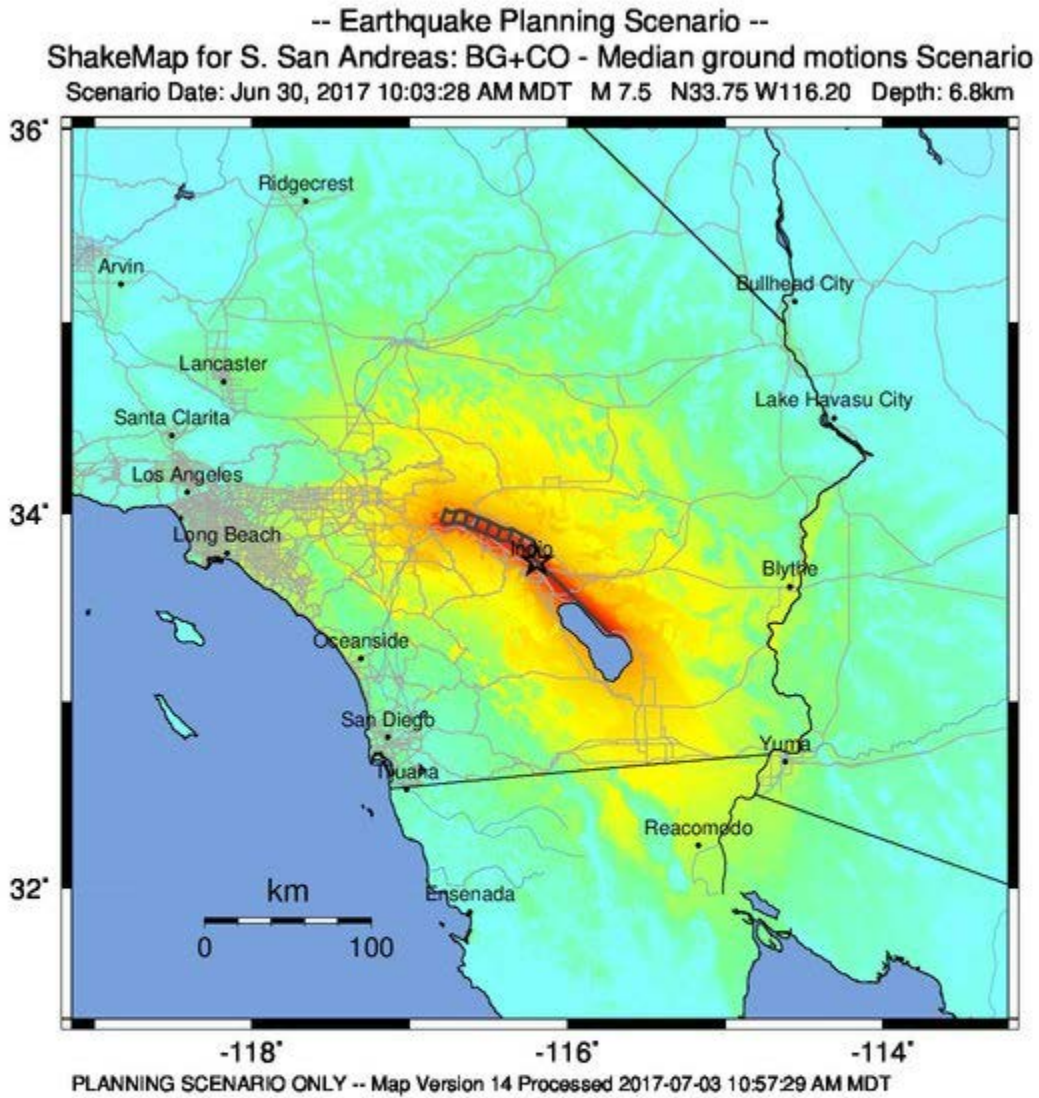 -- Earthquake Planning Scenario --
ShakeMap for S. San Andreas: BG+CO - Median ground motions Scenario
Scenario Date: Jun 30, 2017 10:03:28 AM MDT M 7.5 N33.75 W116.20 Depth: 6.8km
36°
Ridgecrest
Arvin
Bullhead City
Lancaster
Lake Havasu City
Santa Clarita
Los Angeles
34°
Long Beach
Indio
Blythe
Oceanside
San Diego
Yuma
Tijuana
Reacomodo
32°
km
Ensenada
0 100
-118° -116° -114°
PLANNING SCENARIO ONLY -- Map Version 14 Processed 2017-07-03 10:57:29 AM MDT